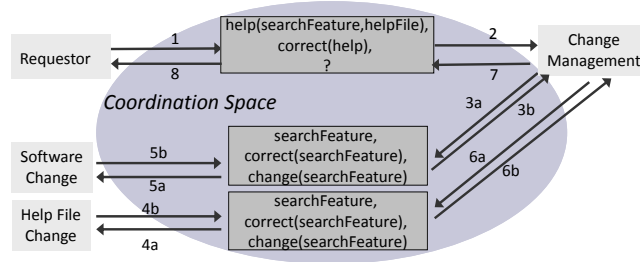 help(searchFeature,helpFile),
correct(help),
?
1
2
8
7
Requestor
Change
Management
Coordination Space
3a
3b
searchFeature,
correct(searchFeature),
change(searchFeature)
Software
Change
5b
5a
6a
6b
Help File
Change
4b
4a
searchFeature,
correct(searchFeature),
change(searchFeature)